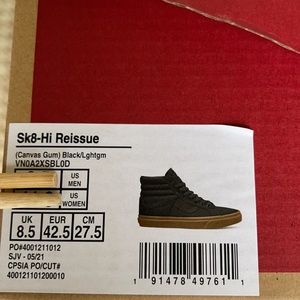 Sk8-Hi Reissue
(Canvas Gum) Black/Lghtgm
VN0A2XSBL0D
US
MEN
US
WOMEN
UK EUR CM
8.5 42.5 27.5
PO#4001211012
SJV - 05/21
CPSIA PO/CUT#
400121101200010
1 91478 49761 1